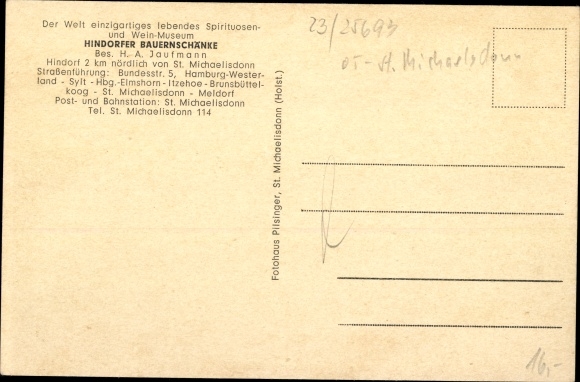 Der Welt einzigartiges lebendes Spirituosen-
und Wein-Museum
HINDORFER BAUERNSCHÄNKE
Bes. H. A. Jaufmann
Hindorf 2 km nördlich von St. Michaelisdonn
Straßenführung: Bundesstr. 5, Hamburg-Wester-
land - Sylt - Hbg.-Elmshorn - Itzehoe - Brunsbüttel-
koog - St. Michaelisdonn - Meldorf
Post- und Bahnstation: St. Michaelisdonn
Tel. St. Michaelisdonn 114
23/25693
OT - St. Michaelsdonn
Fotohaus Pilsinger, St. Michaelisdonn (Holst.)
16,-